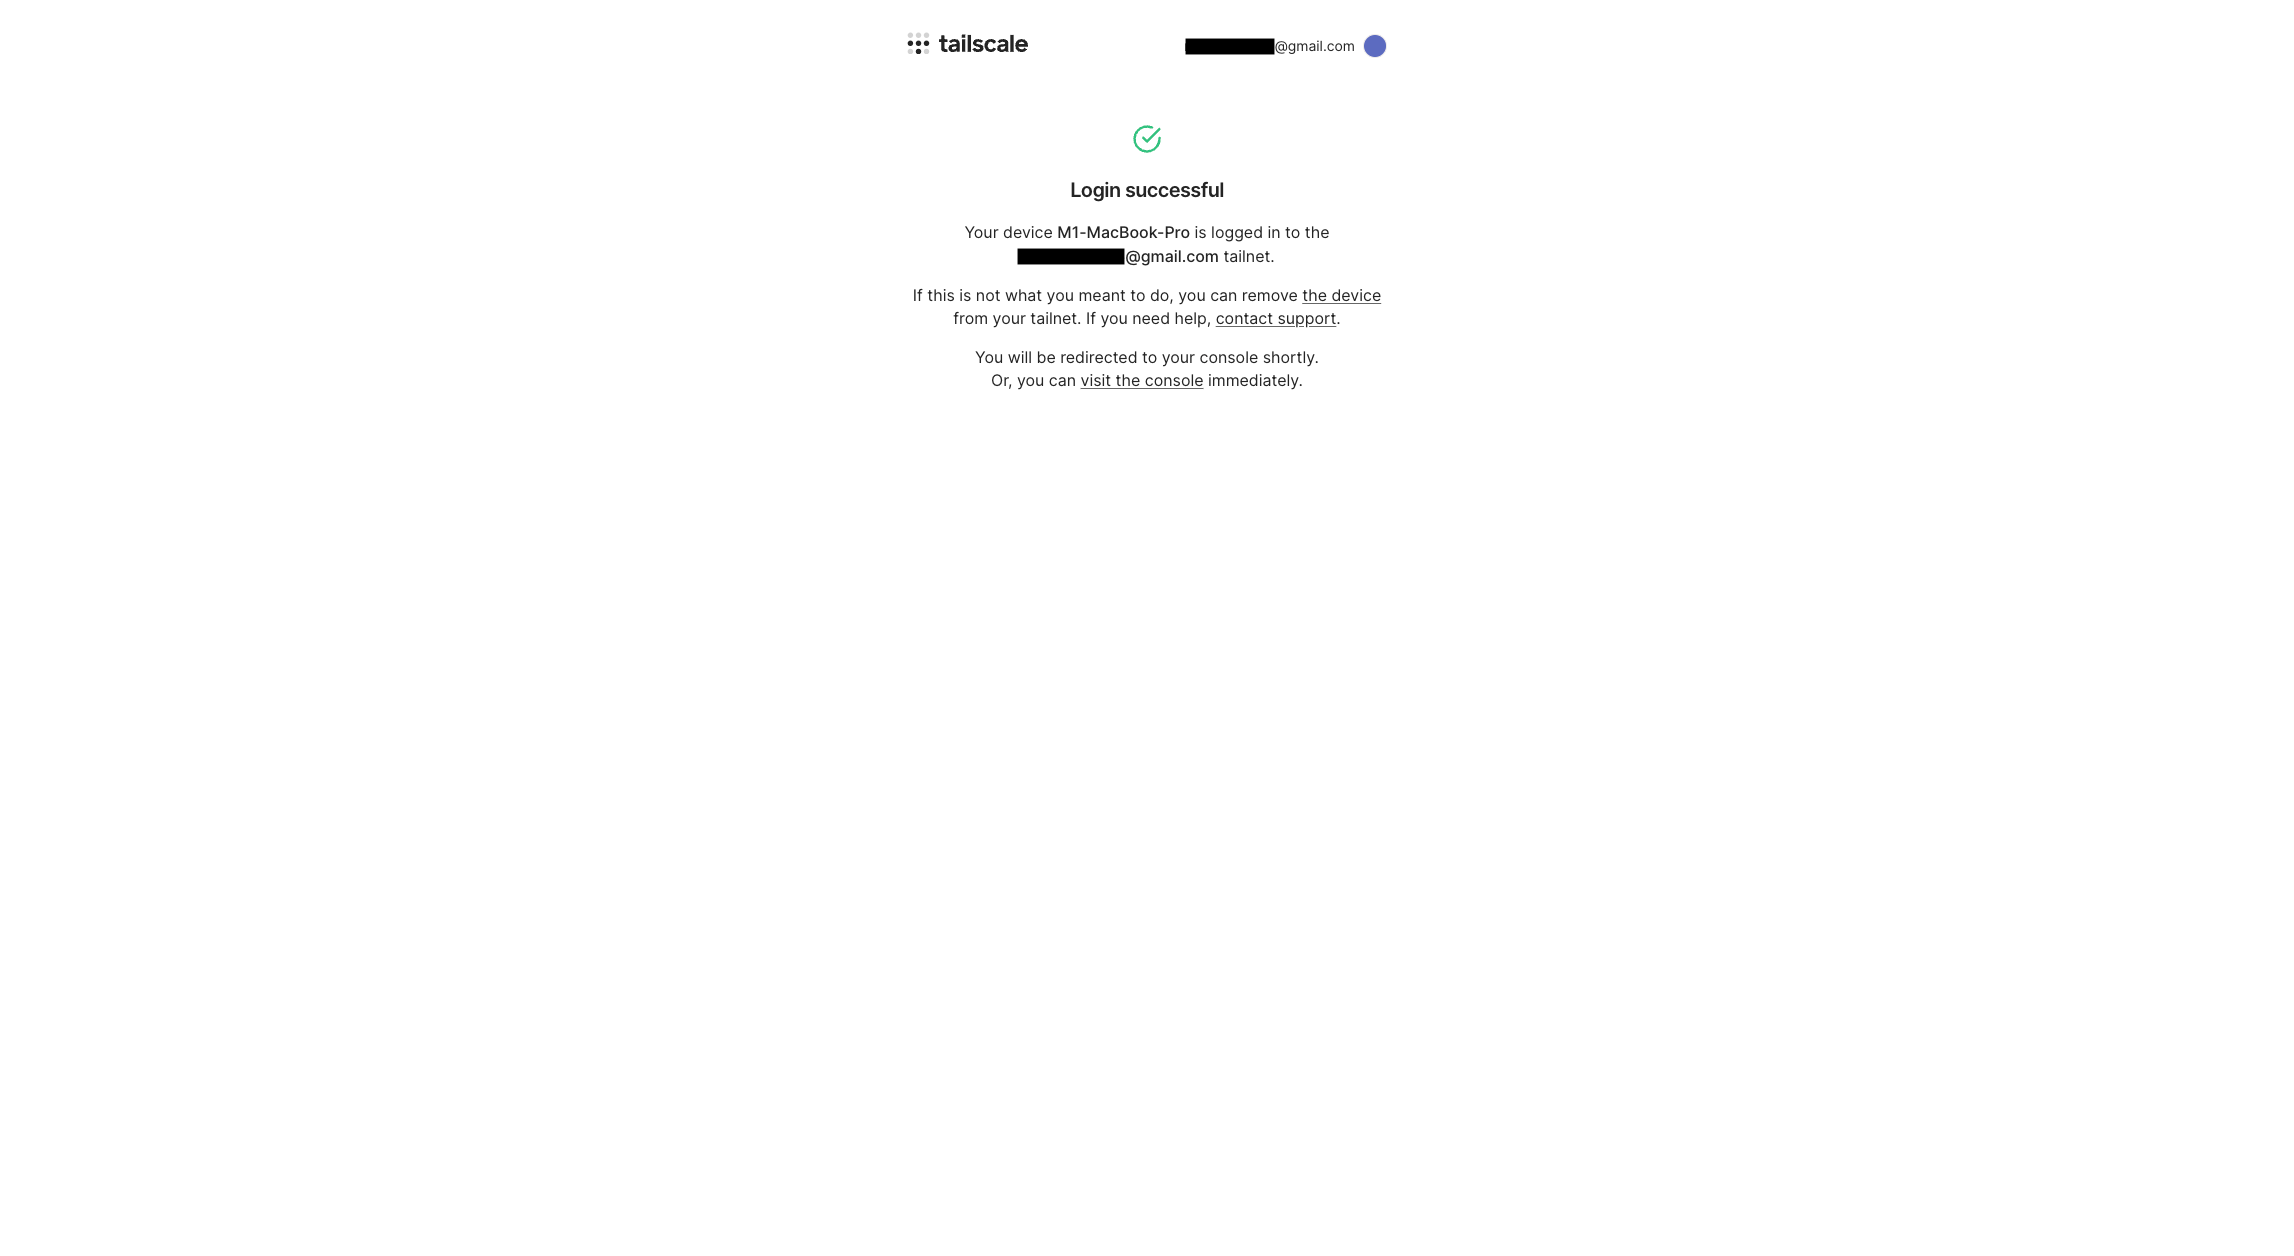 tailscale
@gmail.com
Login successful
Your device M1-MacBook-Pro is logged in to the
@gmail.com tailnet.
If this is not what you meant to do, you can remove the device
from your tailnet. If you need help, contact support.
You will be redirected to your console shortly.
Or, you can visit the console immediately.